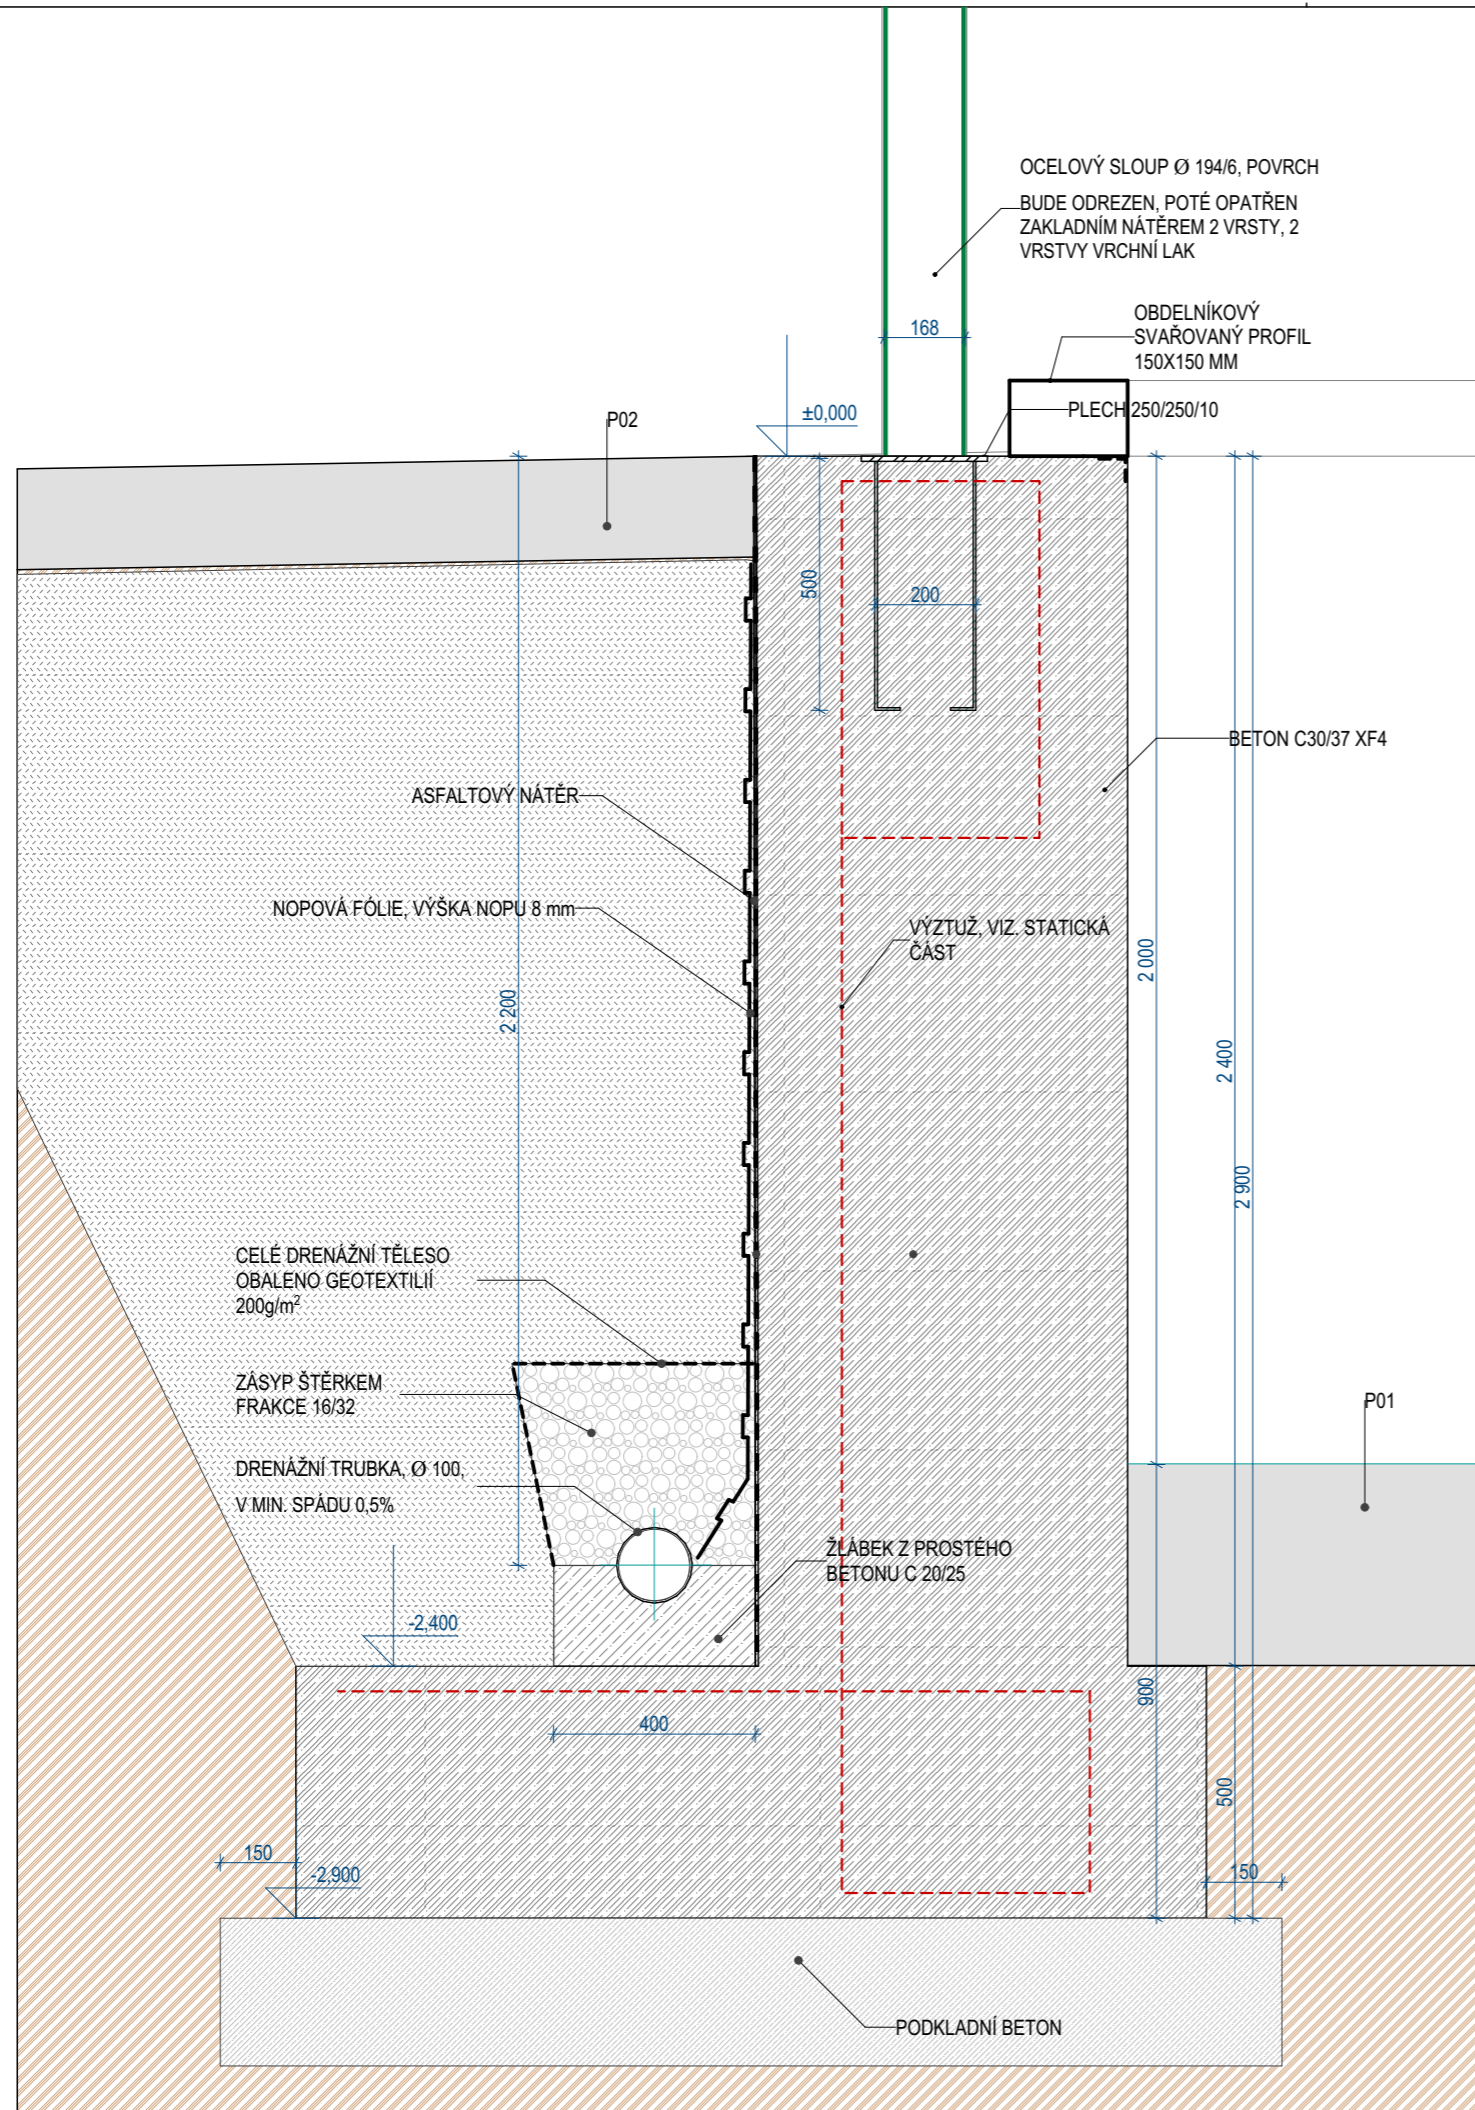 OCELOVÝ SLOUP Ø 194/6, POVRCH
BUDE ODREZEN, POTÉ OPATŘEN
ZAKLADNÍM NÁTĚREM 2 VRSTY, 2
VRSTVY VRCHNÍ LAK
OBDELNÍKOVÝ
SVAŘOVANÝ PROFIL
150X150 MM
168
PLECH 250/250/10
±0,000
P02
500
200
BETON C30/37 XF4
ASFALTOVÝ NÁTĚR
NOPOVÁ FÓLIE, VÝŠKA NOPU 8 mm
VÝZTUŽ, VIZ. STATICKÁ
ČÁST
2 000
2 200
2 400
2 900
CELÉ DRENÁŽNÍ TĚLESO
OBALENO GEOTEXTILIÍ
200g/m²
ZÁSYP ŠTĚRKEM
FRAKCE 16/32
P01
DRENÁŽNÍ TRUBKA, Ø 100,
V MIN. SPÁDU 0,5%
ŽLÁBEK Z PROSTÉHO
BETONU C 20/25
-2,400
900
400
500
150
-2,900
150
PODKLADNÍ BETON